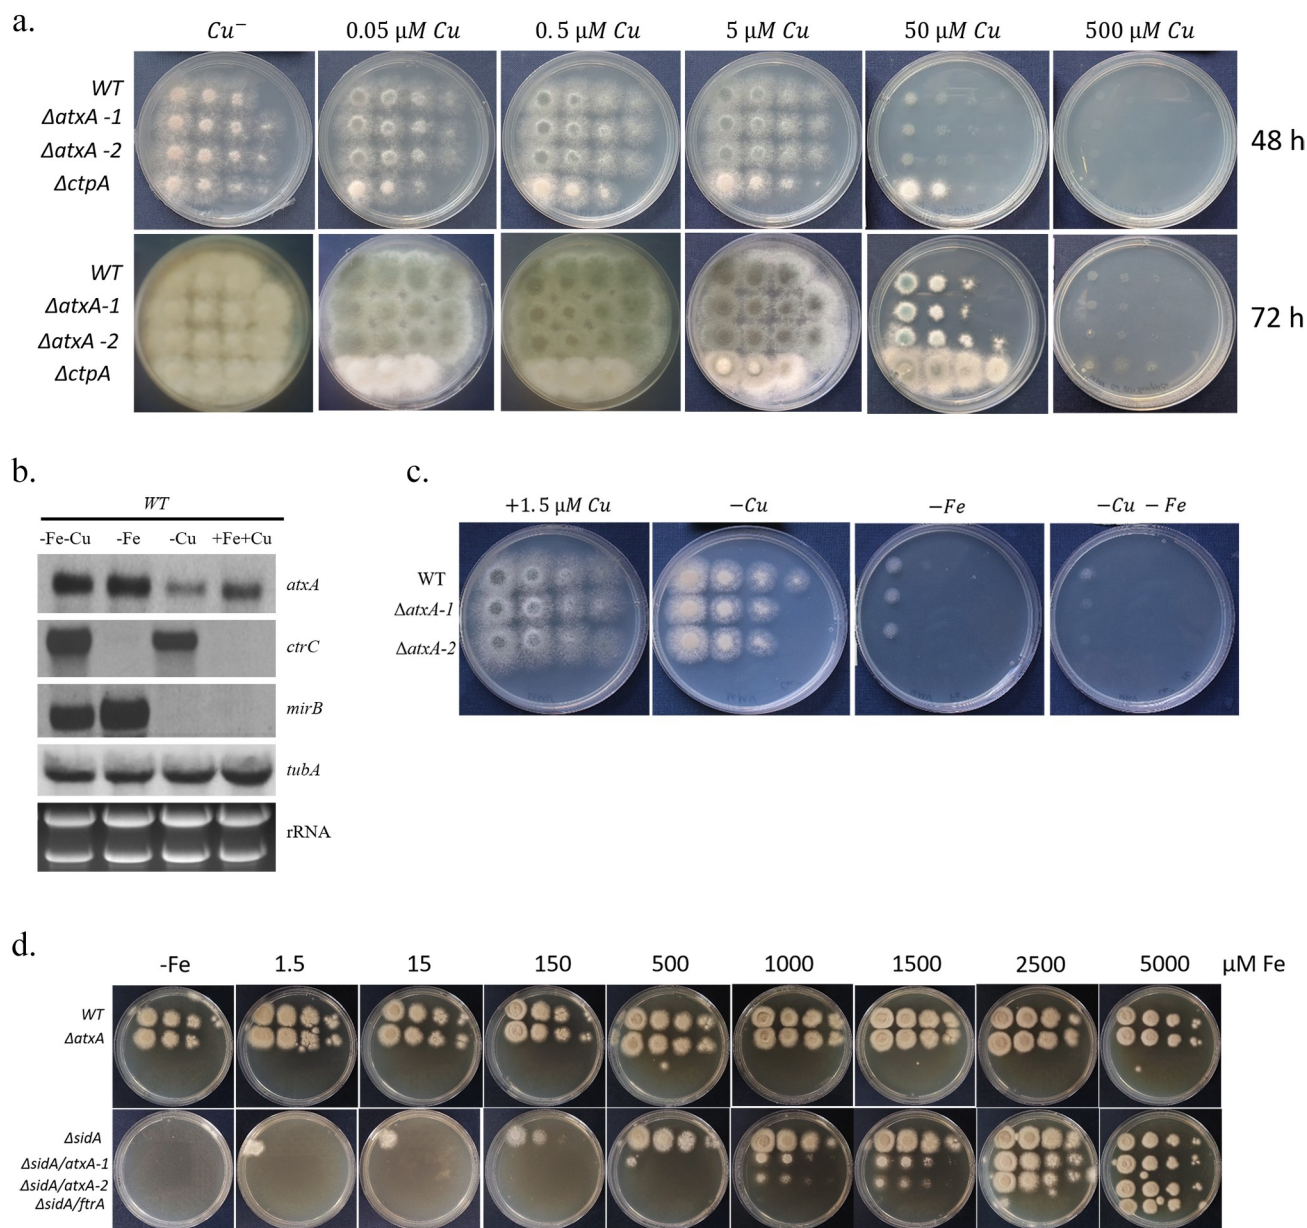 a.
Cu⁻ 0.05 μM Cu 0.5 μM Cu 5 μM Cu 50 μM Cu 500 μM Cu
WT
ΔatxA -1
ΔatxA -2
ΔctpA
48 h
WT
ΔatxA-1
ΔatxA -2
ΔctpA
72 h
b.
WT
-Fe-Cu -Fe -Cu +Fe+Cu
atxA
ctrC
mirB
tubA
rRNA
c.
+1.5 μM Cu −Cu −Fe −Cu − Fe
WT
ΔatxA-1
ΔatxA-2
d.
-Fe 1.5 15 150 500 1000 1500 2500 5000 μM Fe
WT
ΔatxA
ΔsidA
ΔsidA/atxA-1
ΔsidA/atxA-2
ΔsidA/ftrA